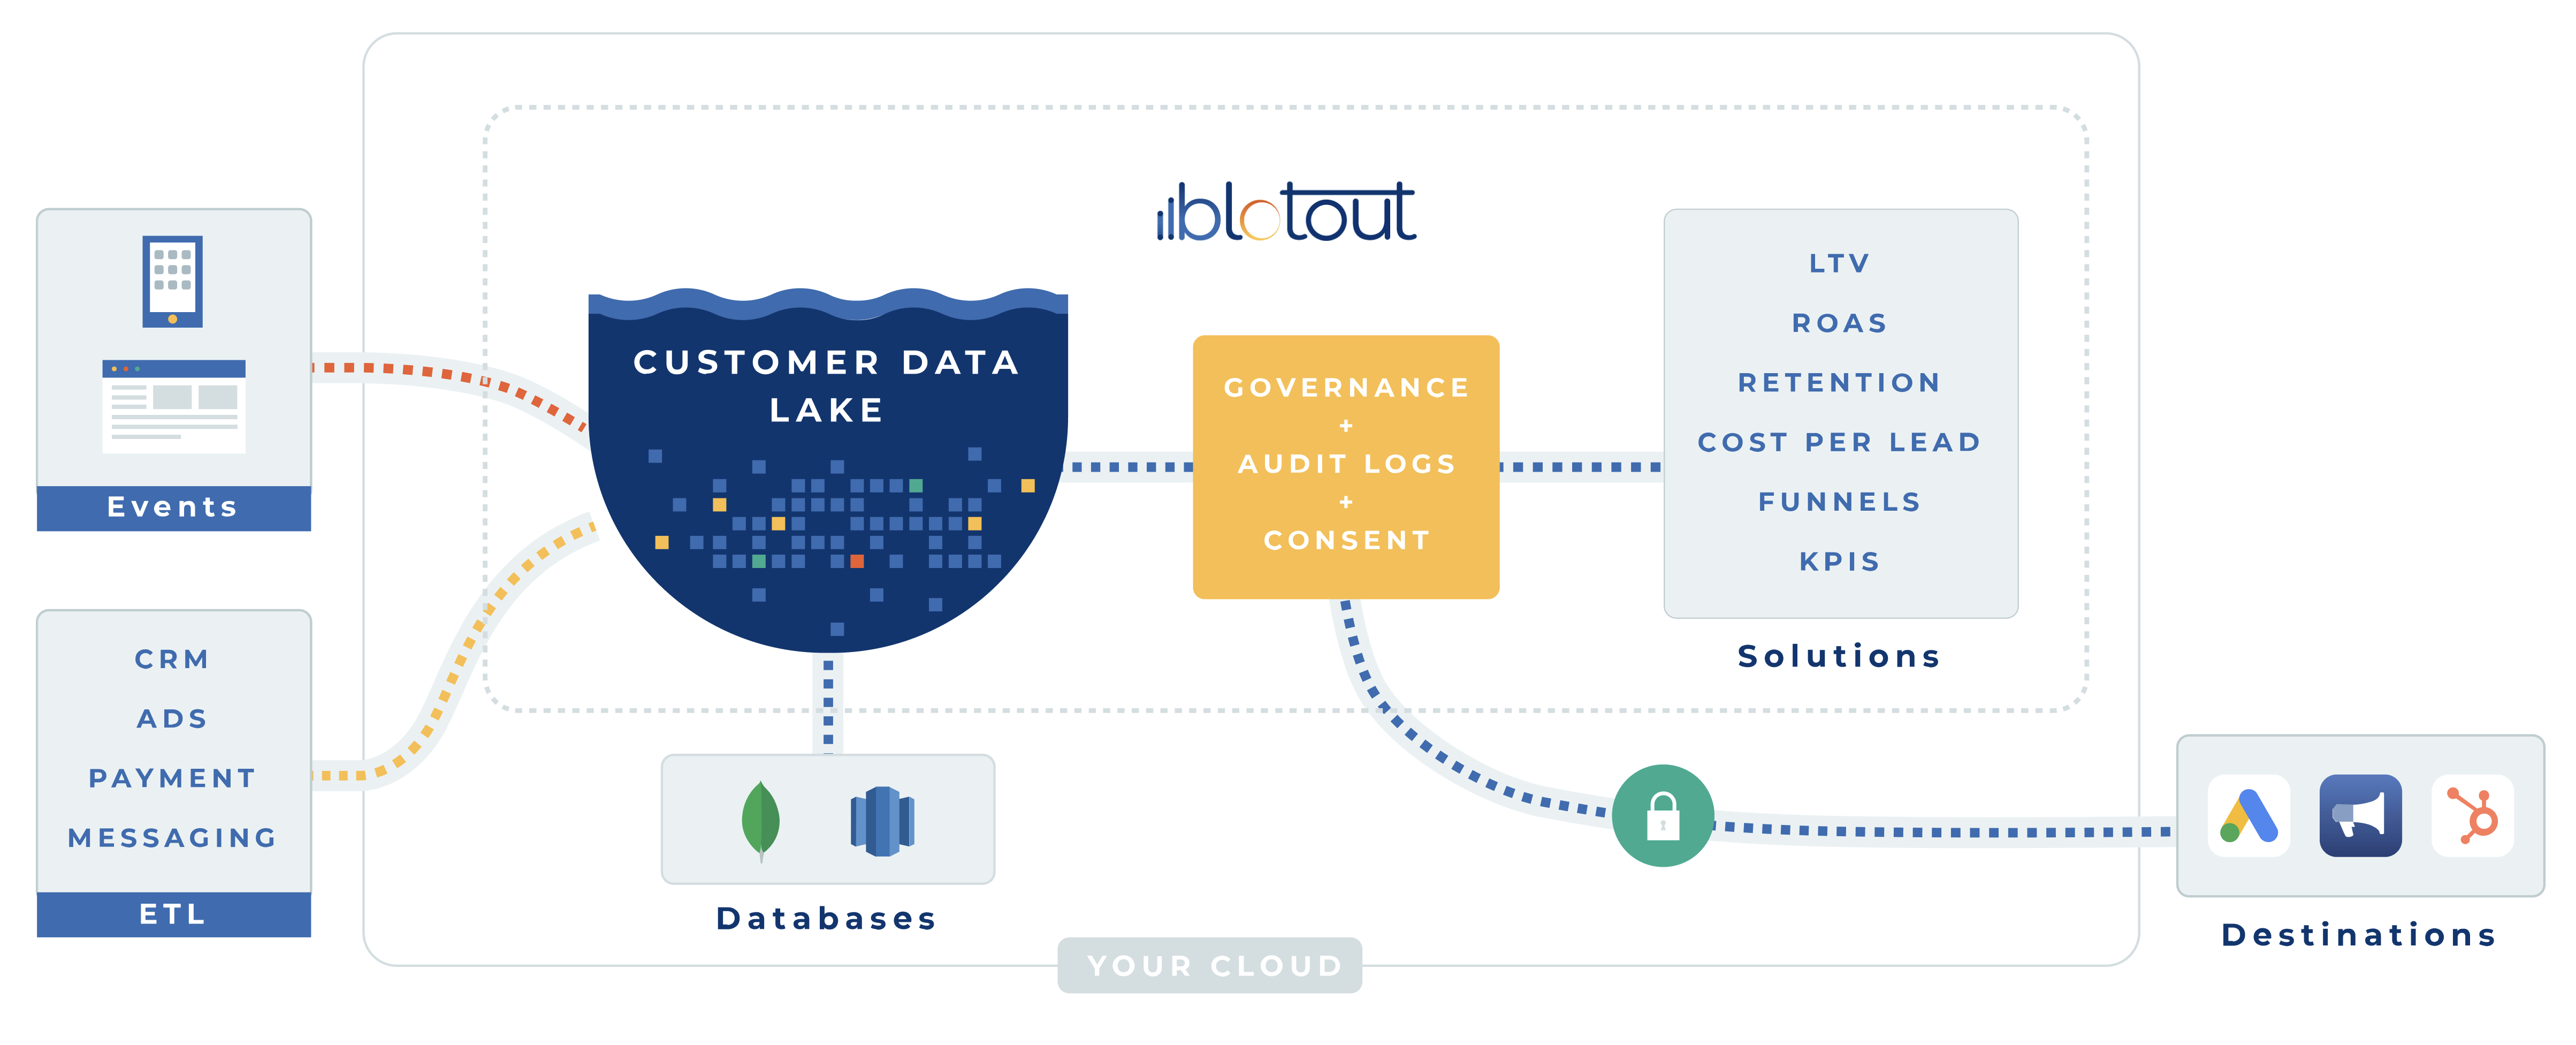 blotout
Events
CRM
ADS
PAYMENT
MESSAGING
ETL
CUSTOMER DATA
LAKE
Databases
GOVERNANCE
+
AUDIT LOGS
+
CONSENT
LTV
ROAS
RETENTION
COST PER LEAD
FUNNELS
KPIS
Solutions
Destinations
YOUR CLOUD